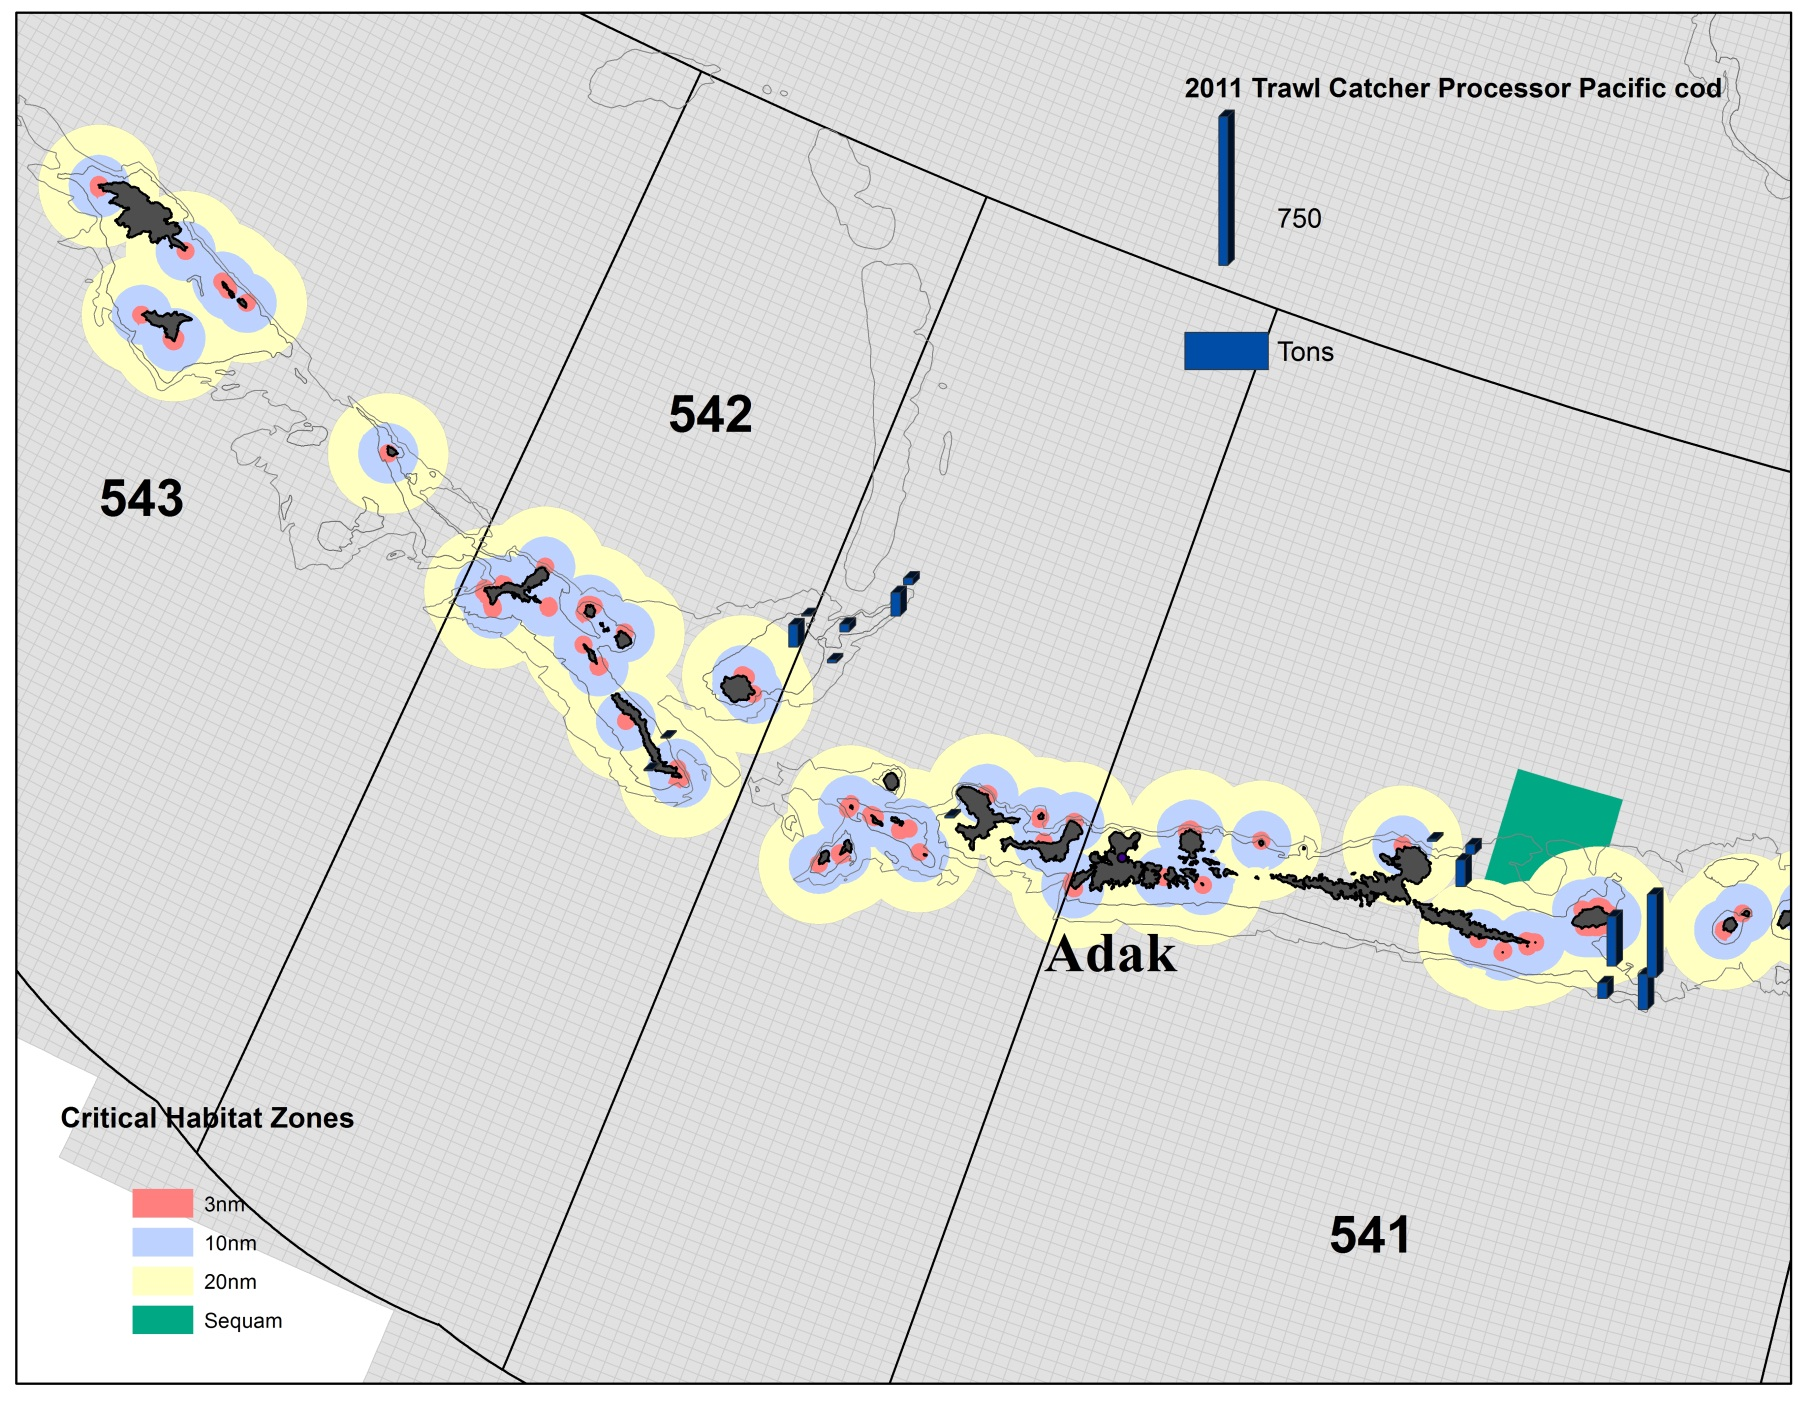 2011 Trawl Catcher Processor Pacific cod
750
Tons
542
543
Adak
541
Critical Habitat Zones
3nm
10nm
20nm
Sequam